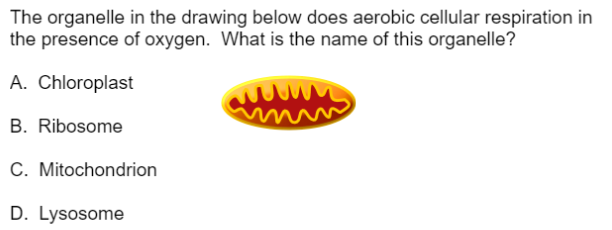 The organelle in the drawing below does aerobic cellular respiration in
the presence of oxygen.  What is the name of this organelle?
A.  Chloroplast
B.  Ribosome
C.  Mitochondrion
D.  Lysosome